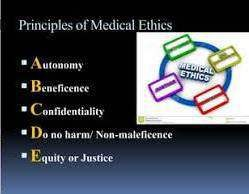 Principles of Medical Ethics
Autonomy
Beneficence
Confidentiality
Do no harm/ Non-maleficence
Equity or Justice
MEDICAL
ETHICS